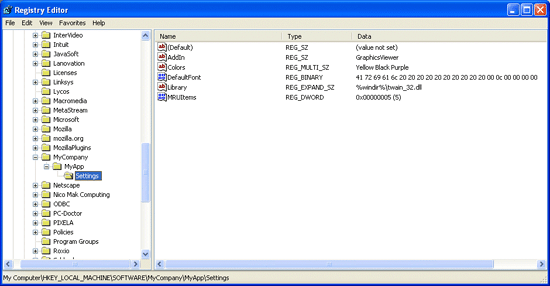 Registry Editor
File Edit View Favorites Help
InterVideo
Intuit
JavaSoft
Lanovation
Licenses
Linksys
Lycos
Macromedia
MetaStream
Microsoft
Mozilla
mozilla.org
MozillaPlugins
MyCompany
MyApp
Settings
Netscape
Nico Mak Computing
ODBC
PC-Doctor
PIXELA
Policies
Program Groups
Roxio
Name Type Data
(Default) REG_SZ (value not set)
AddIn REG_SZ GraphicsViewer
Colors REG_MULTI_SZ Yellow Black Purple
DefaultFont REG_BINARY 41 72 69 61 6c 20 20 20 20 20 20 20 20 20 20 00 0c 00 00 00 00
Library REG_EXPAND_SZ %windir%\twain_32.dll
MRUItems REG_DWORD 0x00000005 (5)
My Computer\HKEY_LOCAL_MACHINE\SOFTWARE\MyCompany\MyApp\Settings